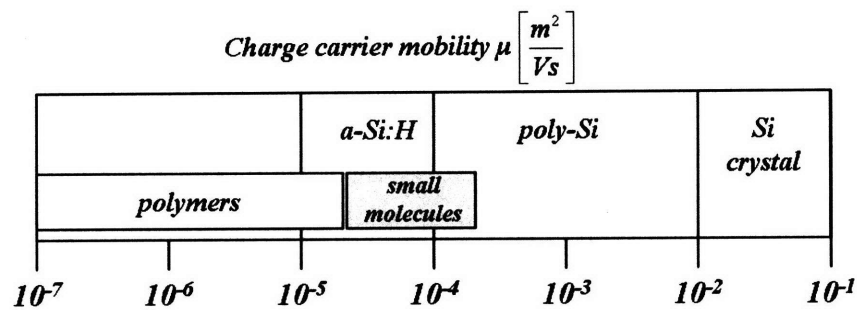 Charge carrier mobility μ [m²/Vs]
a-Si:H
poly-Si
Si
crystal
polymers
small
molecules
10⁻⁷ 10⁻⁶ 10⁻⁵ 10⁻⁴ 10⁻³ 10⁻² 10⁻¹